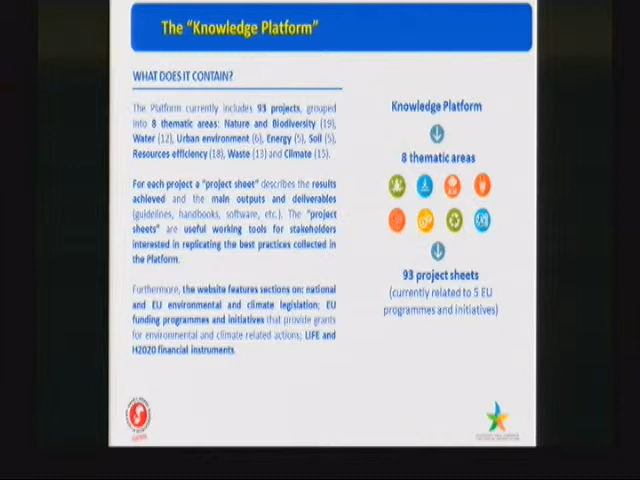 The "Knowledge Platform"
WHAT DOES IT CONTAIN?
The Platform currently includes 93 projects, grouped
into 8 thematic areas: Nature and Biodiversity (19),
Water (12), Urban environment (6), Energy (5), Soil (5),
Resources efficiency (18), Waste (13) and Climate (15).
For each project a "project sheet" describes the results
achieved and the main outputs and deliverables
(guidelines, handbooks, software, etc.). The "project
sheets" are useful working tools for stakeholders
interested in replicating the best practices collected in
the Platform.
Furthermore, the website features sections on: national
and EU environmental and climate legislation; EU
funding programmes and initiatives that provide grants
for environmental and climate related actions; LIFE and
H2020 financial instruments.
Knowledge Platform
8 thematic areas
93 project sheets
(currently related to 5 EU
programmes and initiatives)